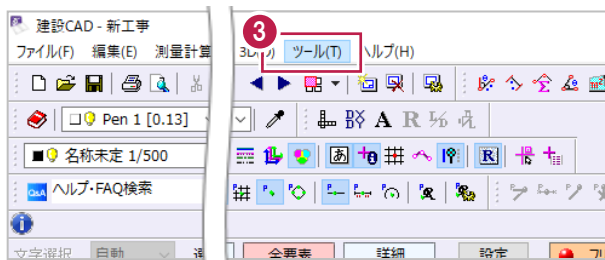 建設CAD - 新工事
ファイル(F) 編集(E) 測量計算 3D(D) ツール(T) ヘルプ(H)
3
Pen 1 [0.13]
A R
名称未定 1/500
あ R
ヘルプ・FAQ検索
文字選択 自動 全要素 詳細 設定